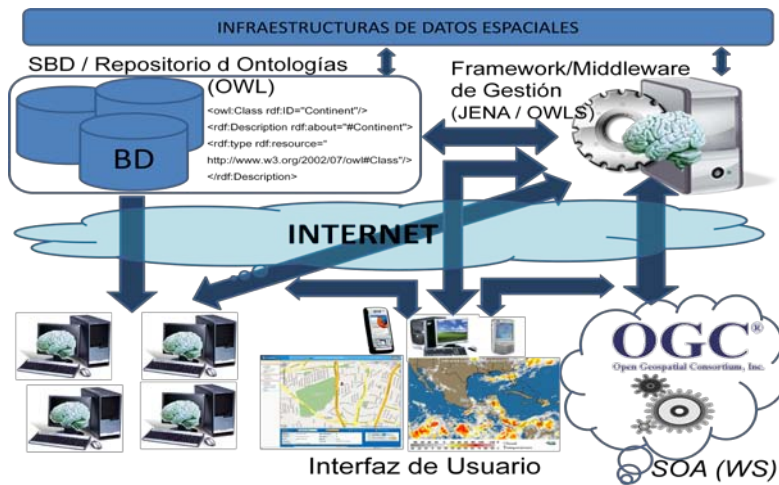 INFRAESTRUCTURAS DE DATOS ESPACIALES
SBD / Repositorio d Ontologías
(OWL)
Framework/Middleware
de Gestión
(JENA / OWLS)
<owl:Class rdf:ID="Continent"/>
<rdf:Description rdf:about="#Continent">
<rdf:type rdf:resource="
http://www.w3.org/2002/07/owl#Class"/>
</rdf:Description>
BD
INTERNET
OGC®
Open Geospatial Consortium, Inc.
Interfaz de Usuario
SOA (WS)